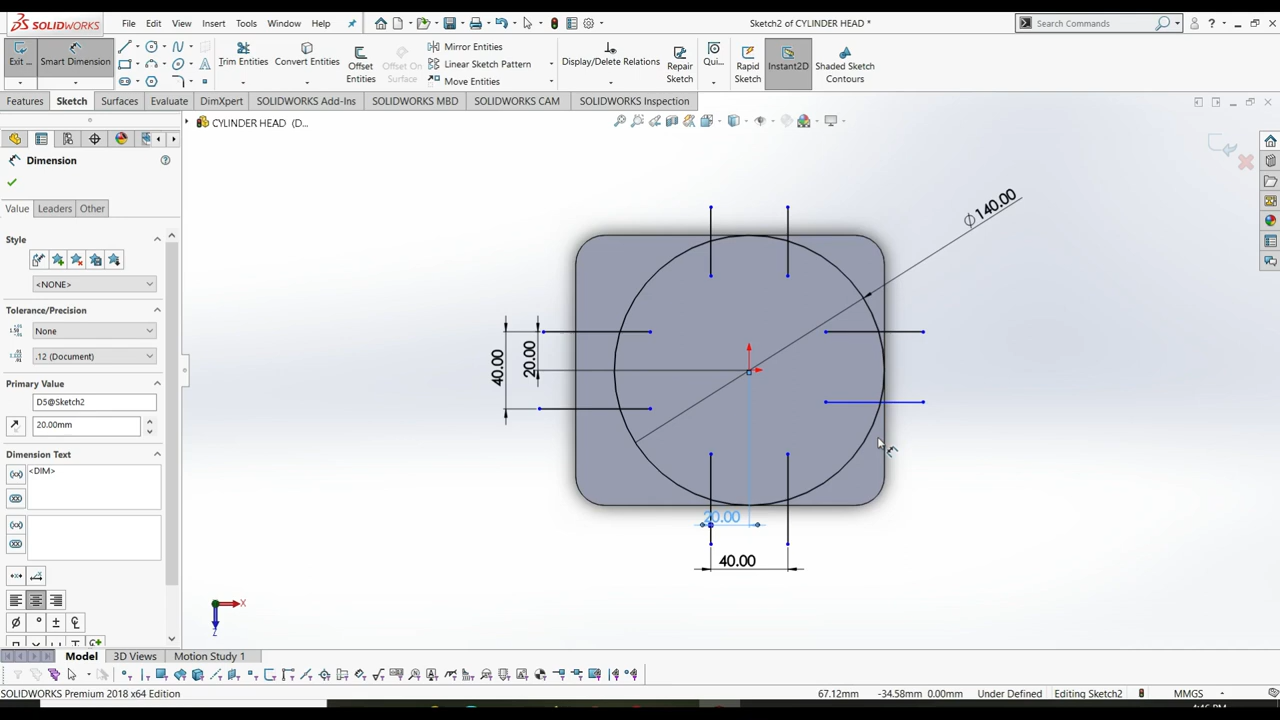 SOLIDWORKS
File Edit View Insert Tools Window Help
Sketch2 of CYLINDER HEAD *
Search Commands
Exit ...
Smart Dimension
Trim Entities
Convert Entities
Offset Entities
Offset On Surface
Mirror Entities
Linear Sketch Pattern
Move Entities
Display/Delete Relations
Repair Sketch
Qui...
Rapid Sketch
Instant2D
Shaded Sketch Contours
Features Sketch Surfaces Evaluate DimXpert SOLIDWORKS Add-Ins SOLIDWORKS MBD SOLIDWORKS CAM SOLIDWORKS Inspection
CYLINDER HEAD (D...
Dimension
Value Leaders Other
Style
<NONE>
Tolerance/Precision
None
.12 (Document)
Primary Value
D5@Sketch2
20.00mm
Dimension Text
<DIM>
∅140.00
40.00
20.00
20.00
40.00
X
Z
Model 3D Views Motion Study 1
SOLIDWORKS Premium 2018 x64 Edition
67.12mm -34.58mm 0.00mm Under Defined Editing Sketch2 MMGS